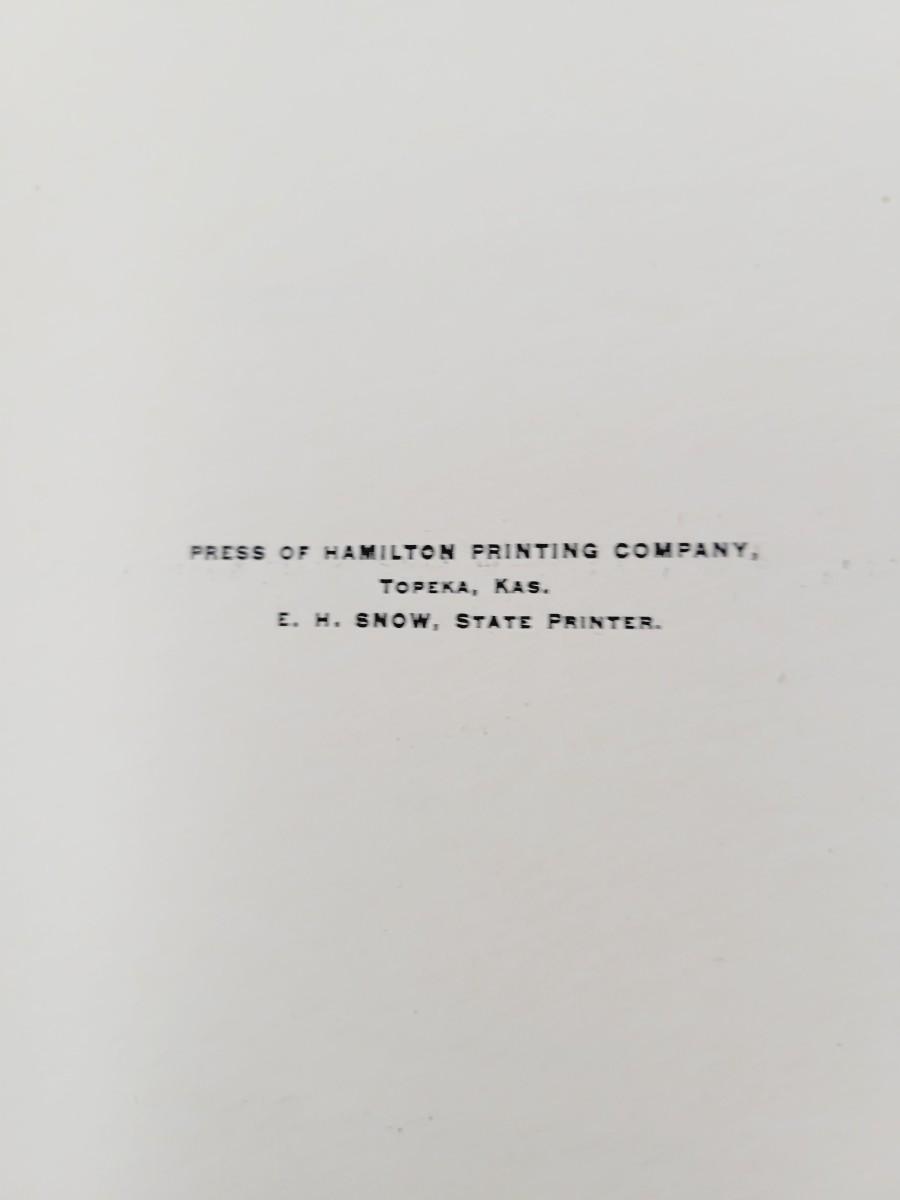 PRESS OF HAMILTON PRINTING COMPANY,
TOPEKA, KAS.
E. H. SNOW, STATE PRINTER.